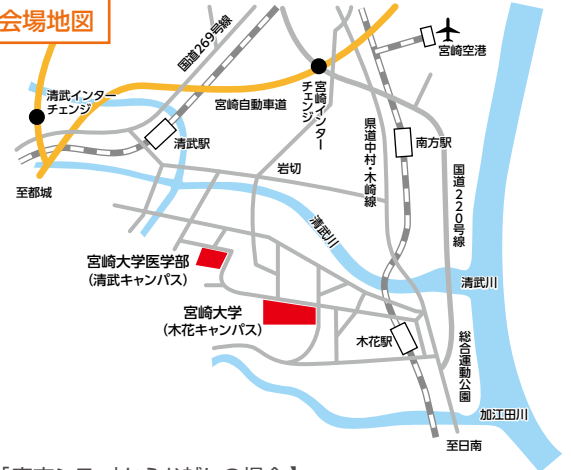 会場地図
国道269号線
宮崎空港
清武インター
チェンジ
宮崎自動車道
宮崎インター
チェンジ
清武駅
県道中村・木崎線
南方駅
岩切
国道220号線
至都城
清武川
宮崎大学医学部
(清武キャンパス)
清武川
宮崎大学
(木花キャンパス)
木花駅
総合運動公園
加江田川
至日南